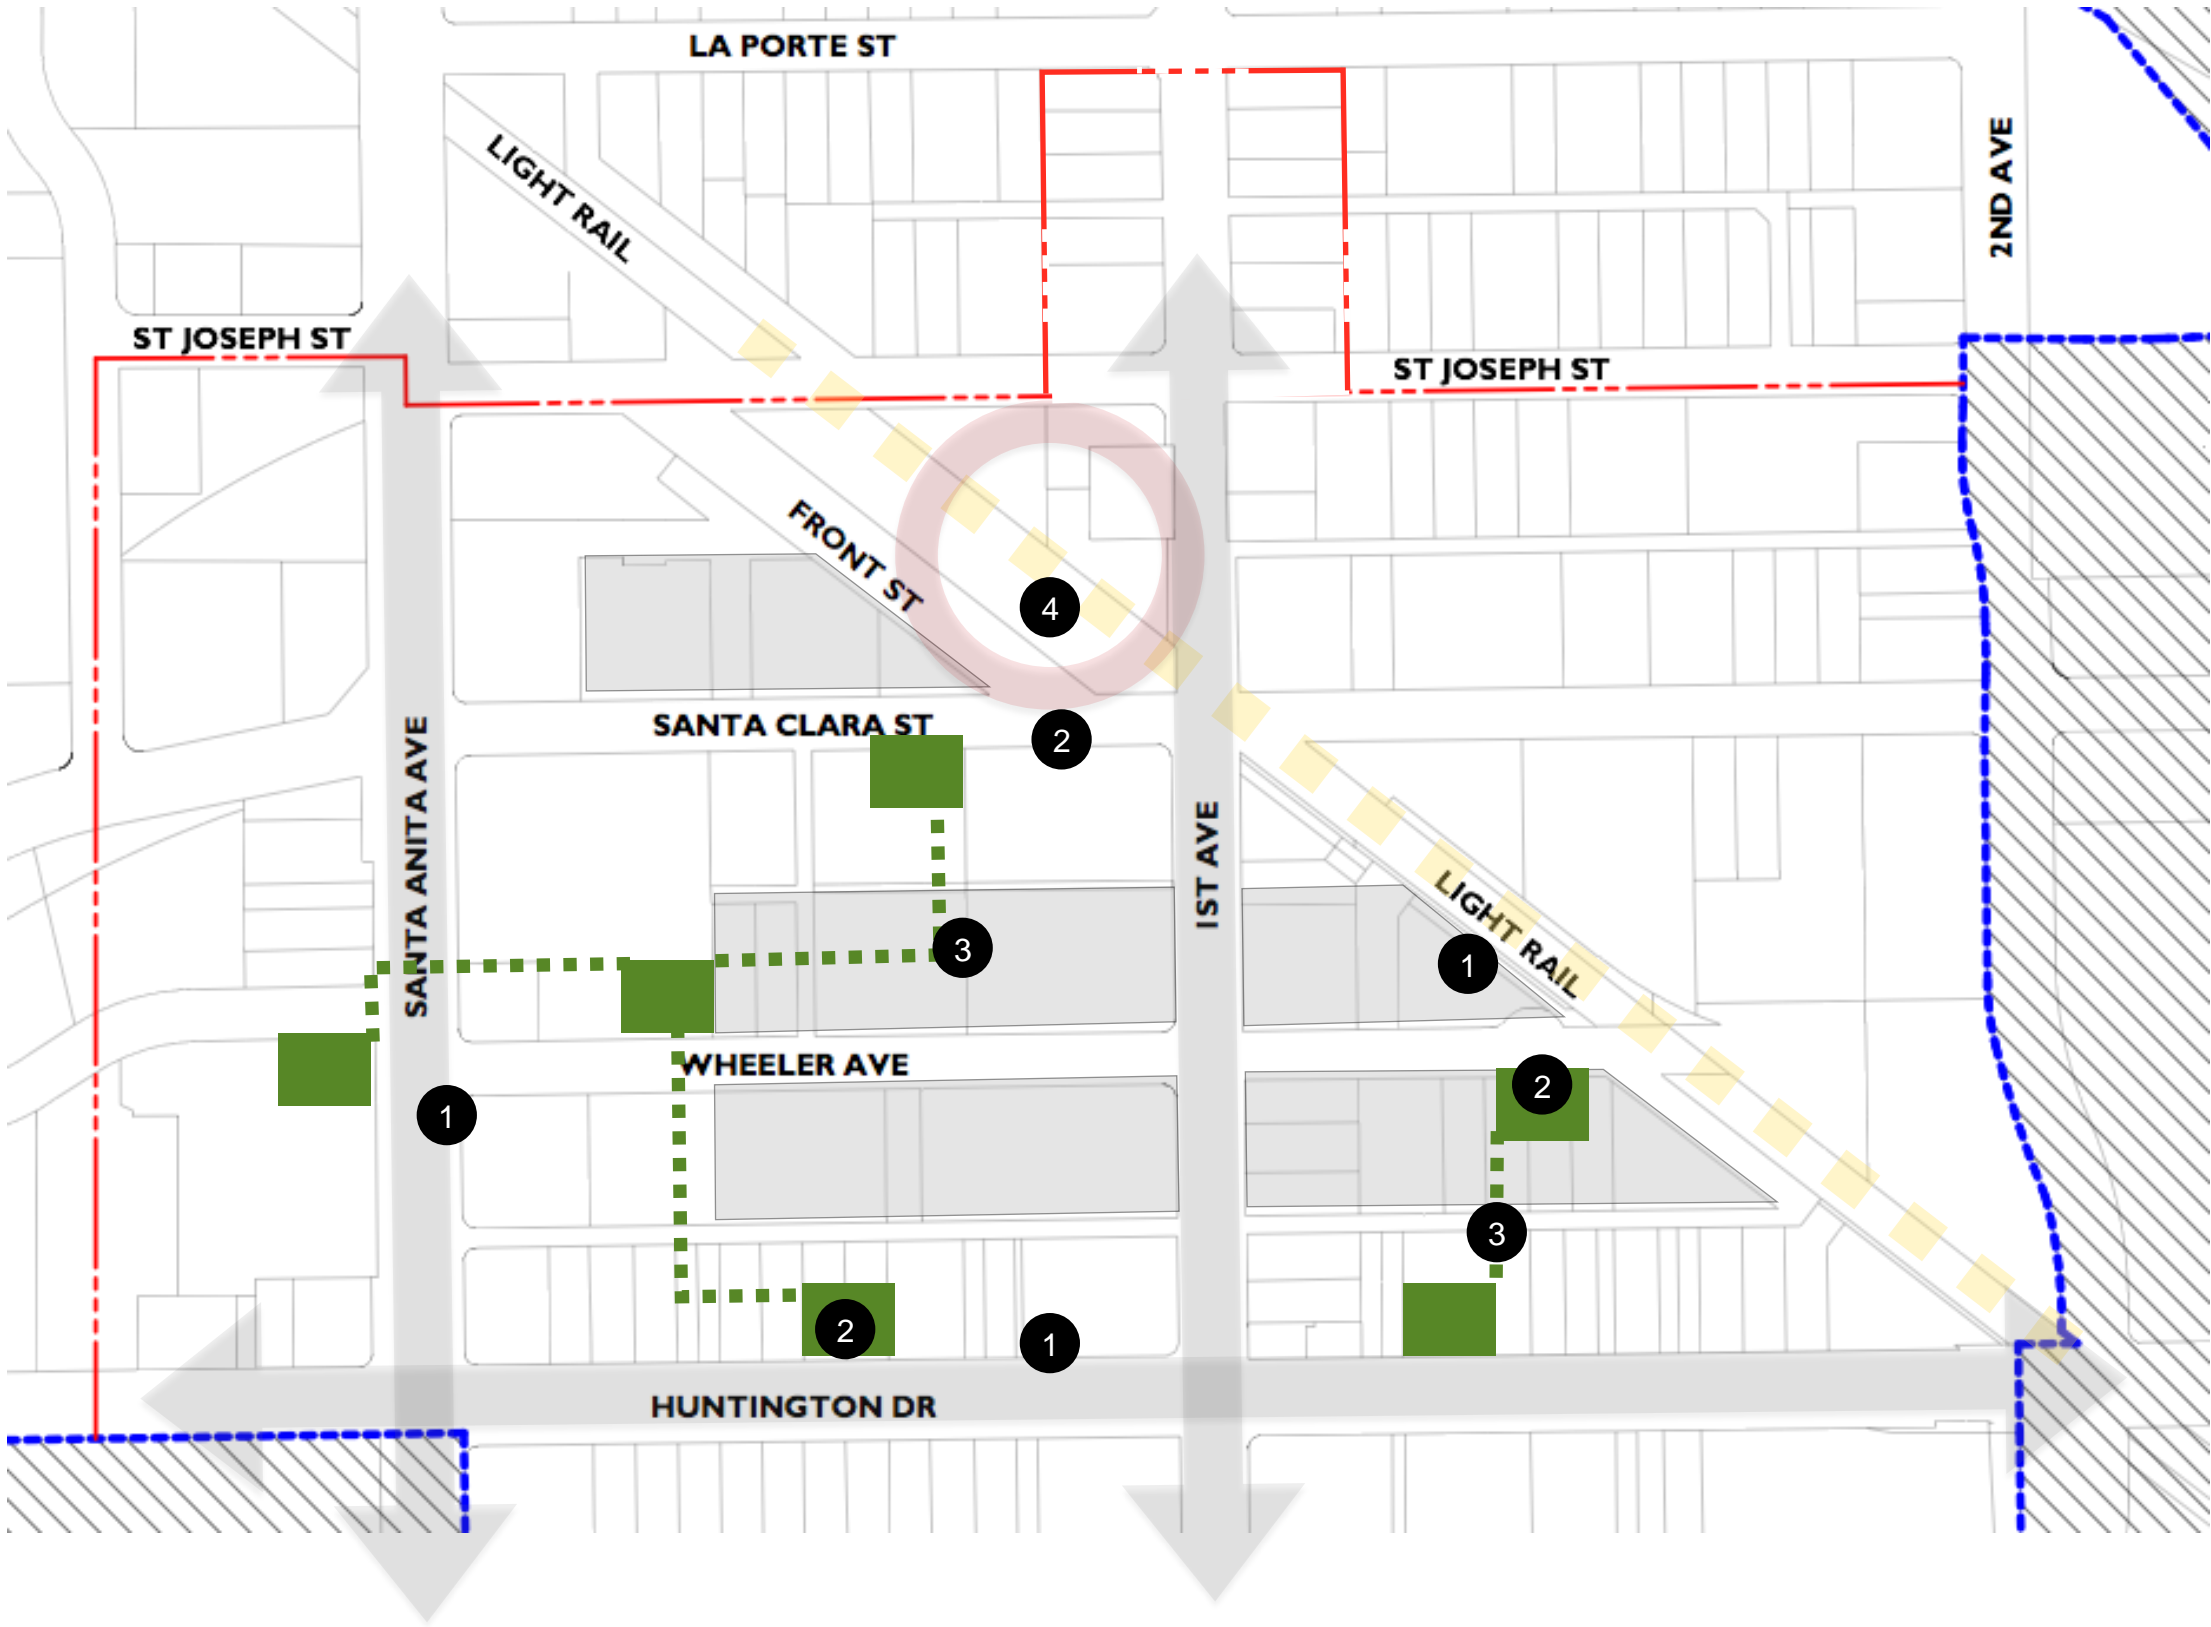 LA PORTE ST
2ND AVE
LIGHT RAIL
ST JOSEPH ST
ST JOSEPH ST
FRONT ST
4
SANTA CLARA ST
2
SANTA ANITA AVE
1ST AVE
LIGHT RAIL
3
1
WHEELER AVE
2
1
3
2
1
HUNTINGTON DR